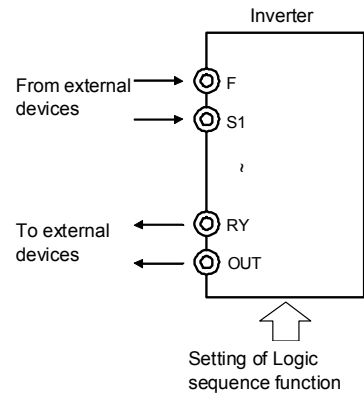 Inverter
From external
devices
F
S1
~
To external
devices
RY
OUT
Setting of Logic
sequence function